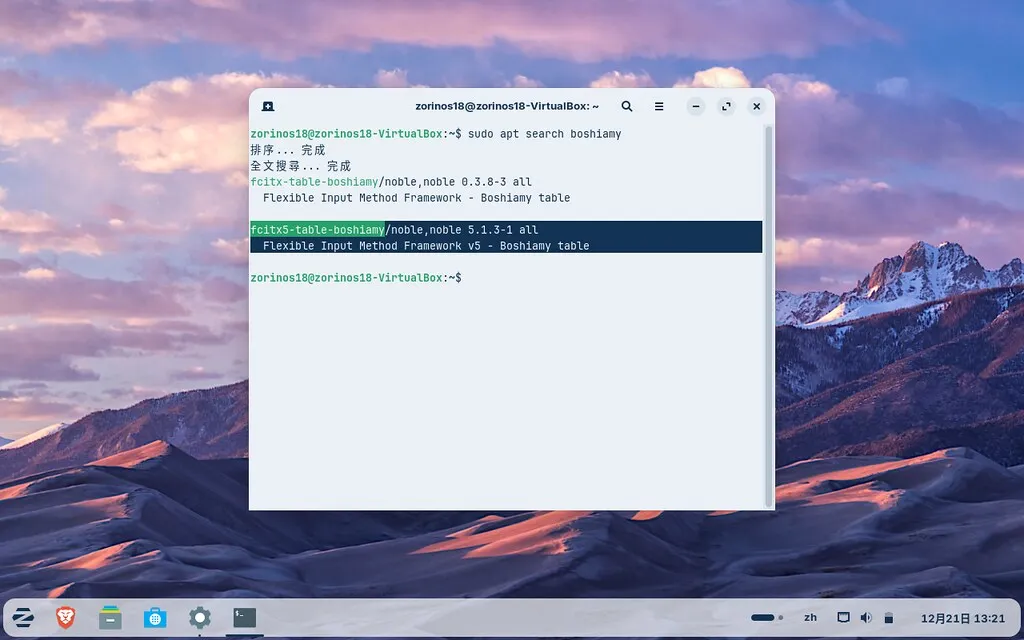 zorinos18@zorinos18-VirtualBox: ~
zorinos18@zorinos18-VirtualBox:~$ sudo apt search boshiamy
排序... 完成
全文搜尋... 完成
fcitx-table-boshiamy/noble,noble 0.3.8-3 all
  Flexible Input Method Framework - Boshiamy table
fcitx5-table-boshiamy/noble,noble 5.1.3-1 all
  Flexible Input Method Framework v5 - Boshiamy table
zorinos18@zorinos18-VirtualBox:~$
zh
12月21日 13:21